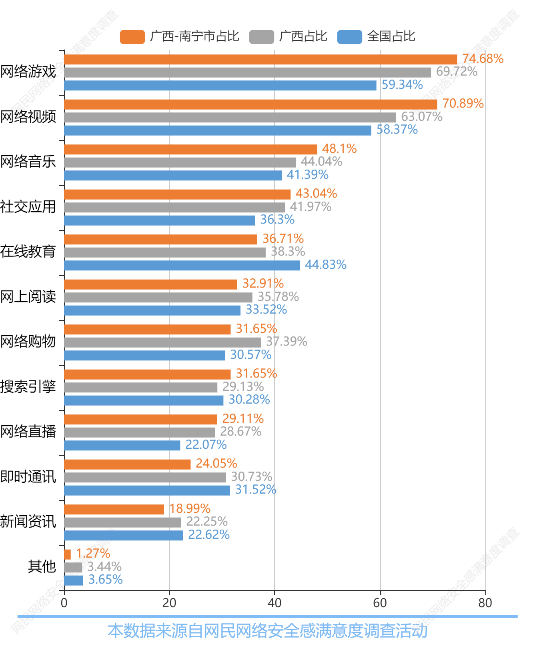 广西-南宁市占比 广西占比 全国占比
网络游戏 74.68% 69.72% 59.34%
网络视频 70.89% 63.07% 58.37%
网络音乐 48.1% 44.04% 41.39%
社交应用 43.04% 41.97% 36.3%
在线教育 36.71% 38.3% 44.83%
网上阅读 32.91% 35.78% 33.52%
网络购物 31.65% 37.39% 30.57%
搜索引擎 31.65% 29.13% 30.28%
网络直播 29.11% 28.67% 22.07%
即时通讯 24.05% 30.73% 31.52%
新闻资讯 18.99% 22.25% 22.62%
其他 1.27% 3.44% 3.65%
0 20 40 60 80
本数据来源自网民网络安全感满意度调查活动